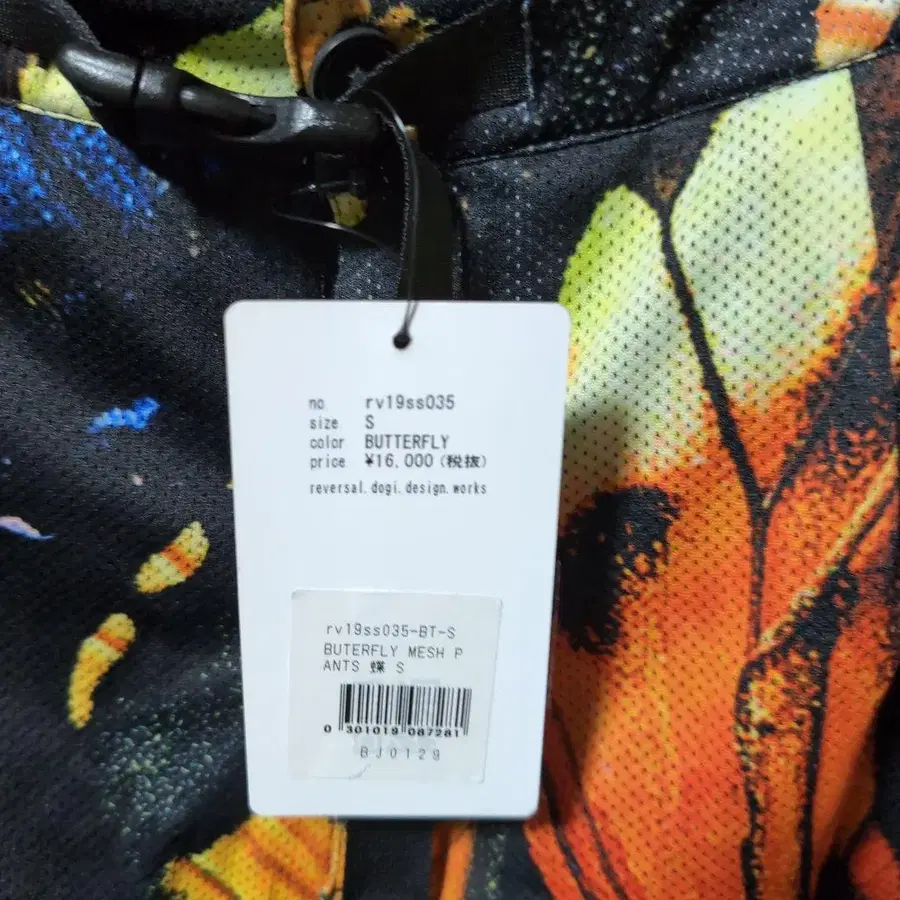 no. rv19ss035
size S
color BUTTERFLY
price ¥16,000(税抜)
reversal.dogi.design.works
rv19ss035-BT-S
BUTERFLY MESH P
ANTS 蝶 S
0 301019 087281
BJ0129